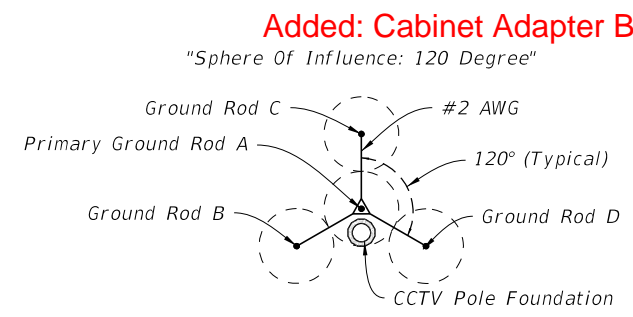 Added: Cabinet Adapter B
"Sphere Of Influence: 120 Degree"
Ground Rod C
#2 AWG
Primary Ground Rod A
120° (Typical)
Ground Rod B
Ground Rod D
CCTV Pole Foundation